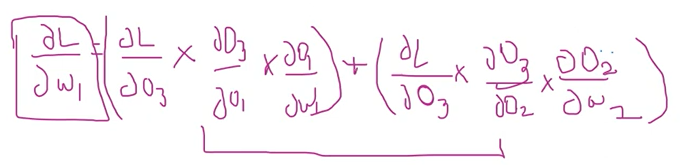 ∂L/∂w₁ = (∂L/∂O₃ × ∂O₃/∂O₁ × ∂O₁/∂w₁) + (∂L/∂O₃ × ∂O₃/∂O₂ × ∂O₂/∂w₂)